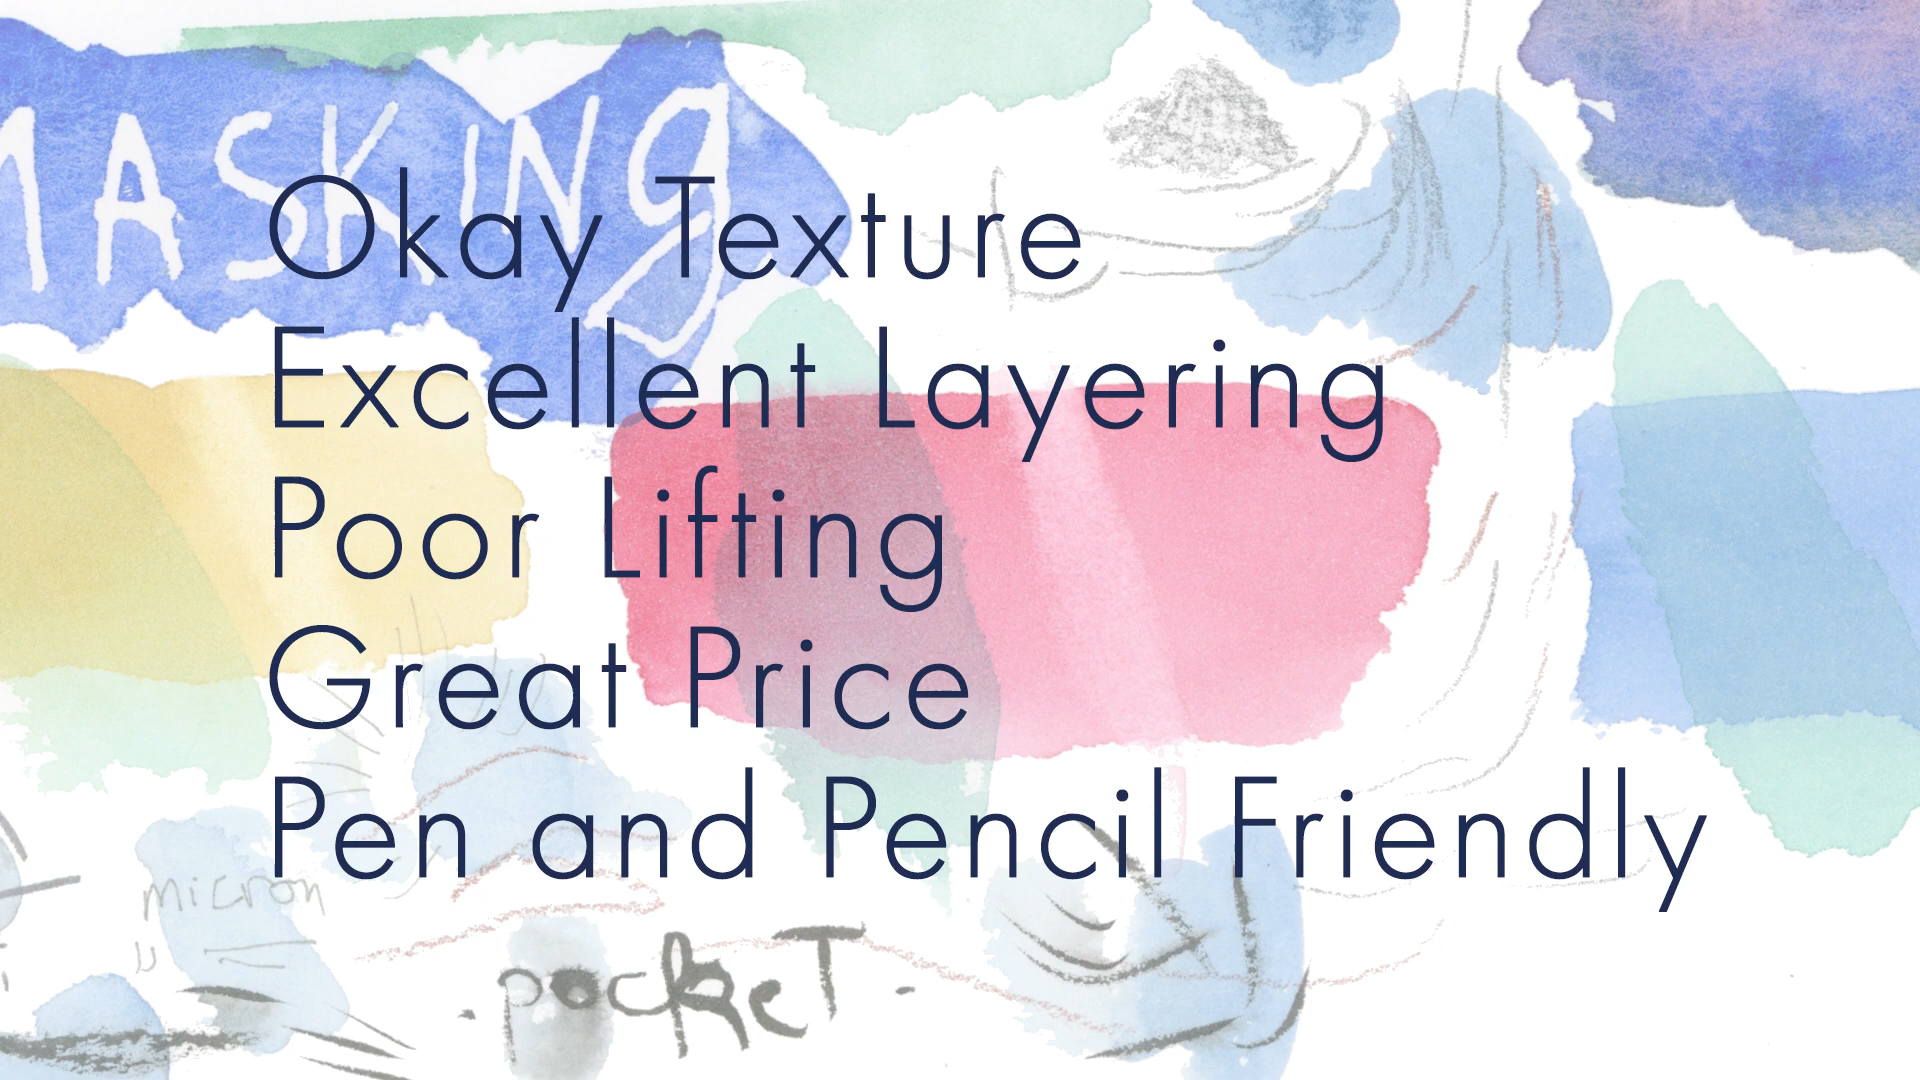 MASKINg
Okay Texture
Excellent Layering
Poor Lifting
Great Price
Pen and Pencil Friendly
micron
pockeT